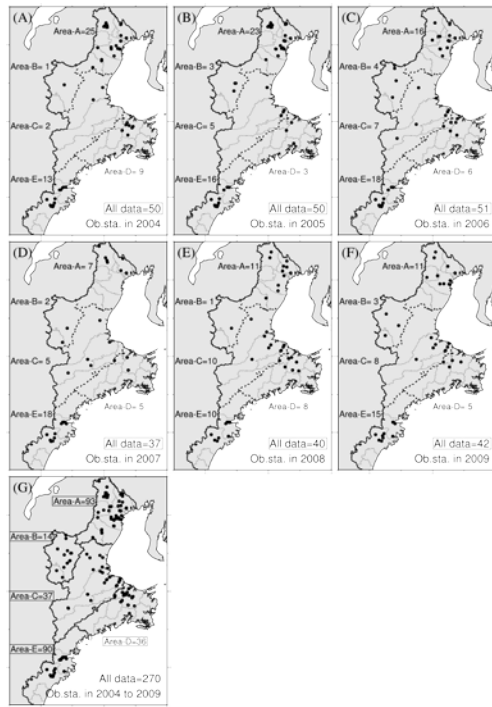 (A)
Area-A=25
Area-B= 1
Area-C= 2
Area-E=13
Area-D= 9
All data=50
Ob.sta. in 2004
(B)
Area-A=23
Area-B= 3
Area-C= 5
Area-E=16
Area-D= 3
All data=50
Ob.sta. in 2005
(C)
Area-A=16
Area-B= 4
Area-C= 7
Area-E=18
Area-D= 6
All data=51
Ob.sta. in 2006
(D)
Area-A= 7
Area-B= 2
Area-C= 5
Area-E=18
Area-D= 5
All data=37
Ob.sta. in 2007
(E)
Area-A=11
Area-B= 1
Area-C=10
Area-E=10
Area-D= 8
All data=40
Ob.sta. in 2008
(F)
Area-A=11
Area-B= 3
Area-C= 8
Area-E=15
Area-D= 5
All data=42
Ob.sta. in 2009
(G)
Area-A=93
Area-B=14
Area-C=37
Area-E=90
Area-D=36
All data=270
Ob.sta. in 2004 to 2009